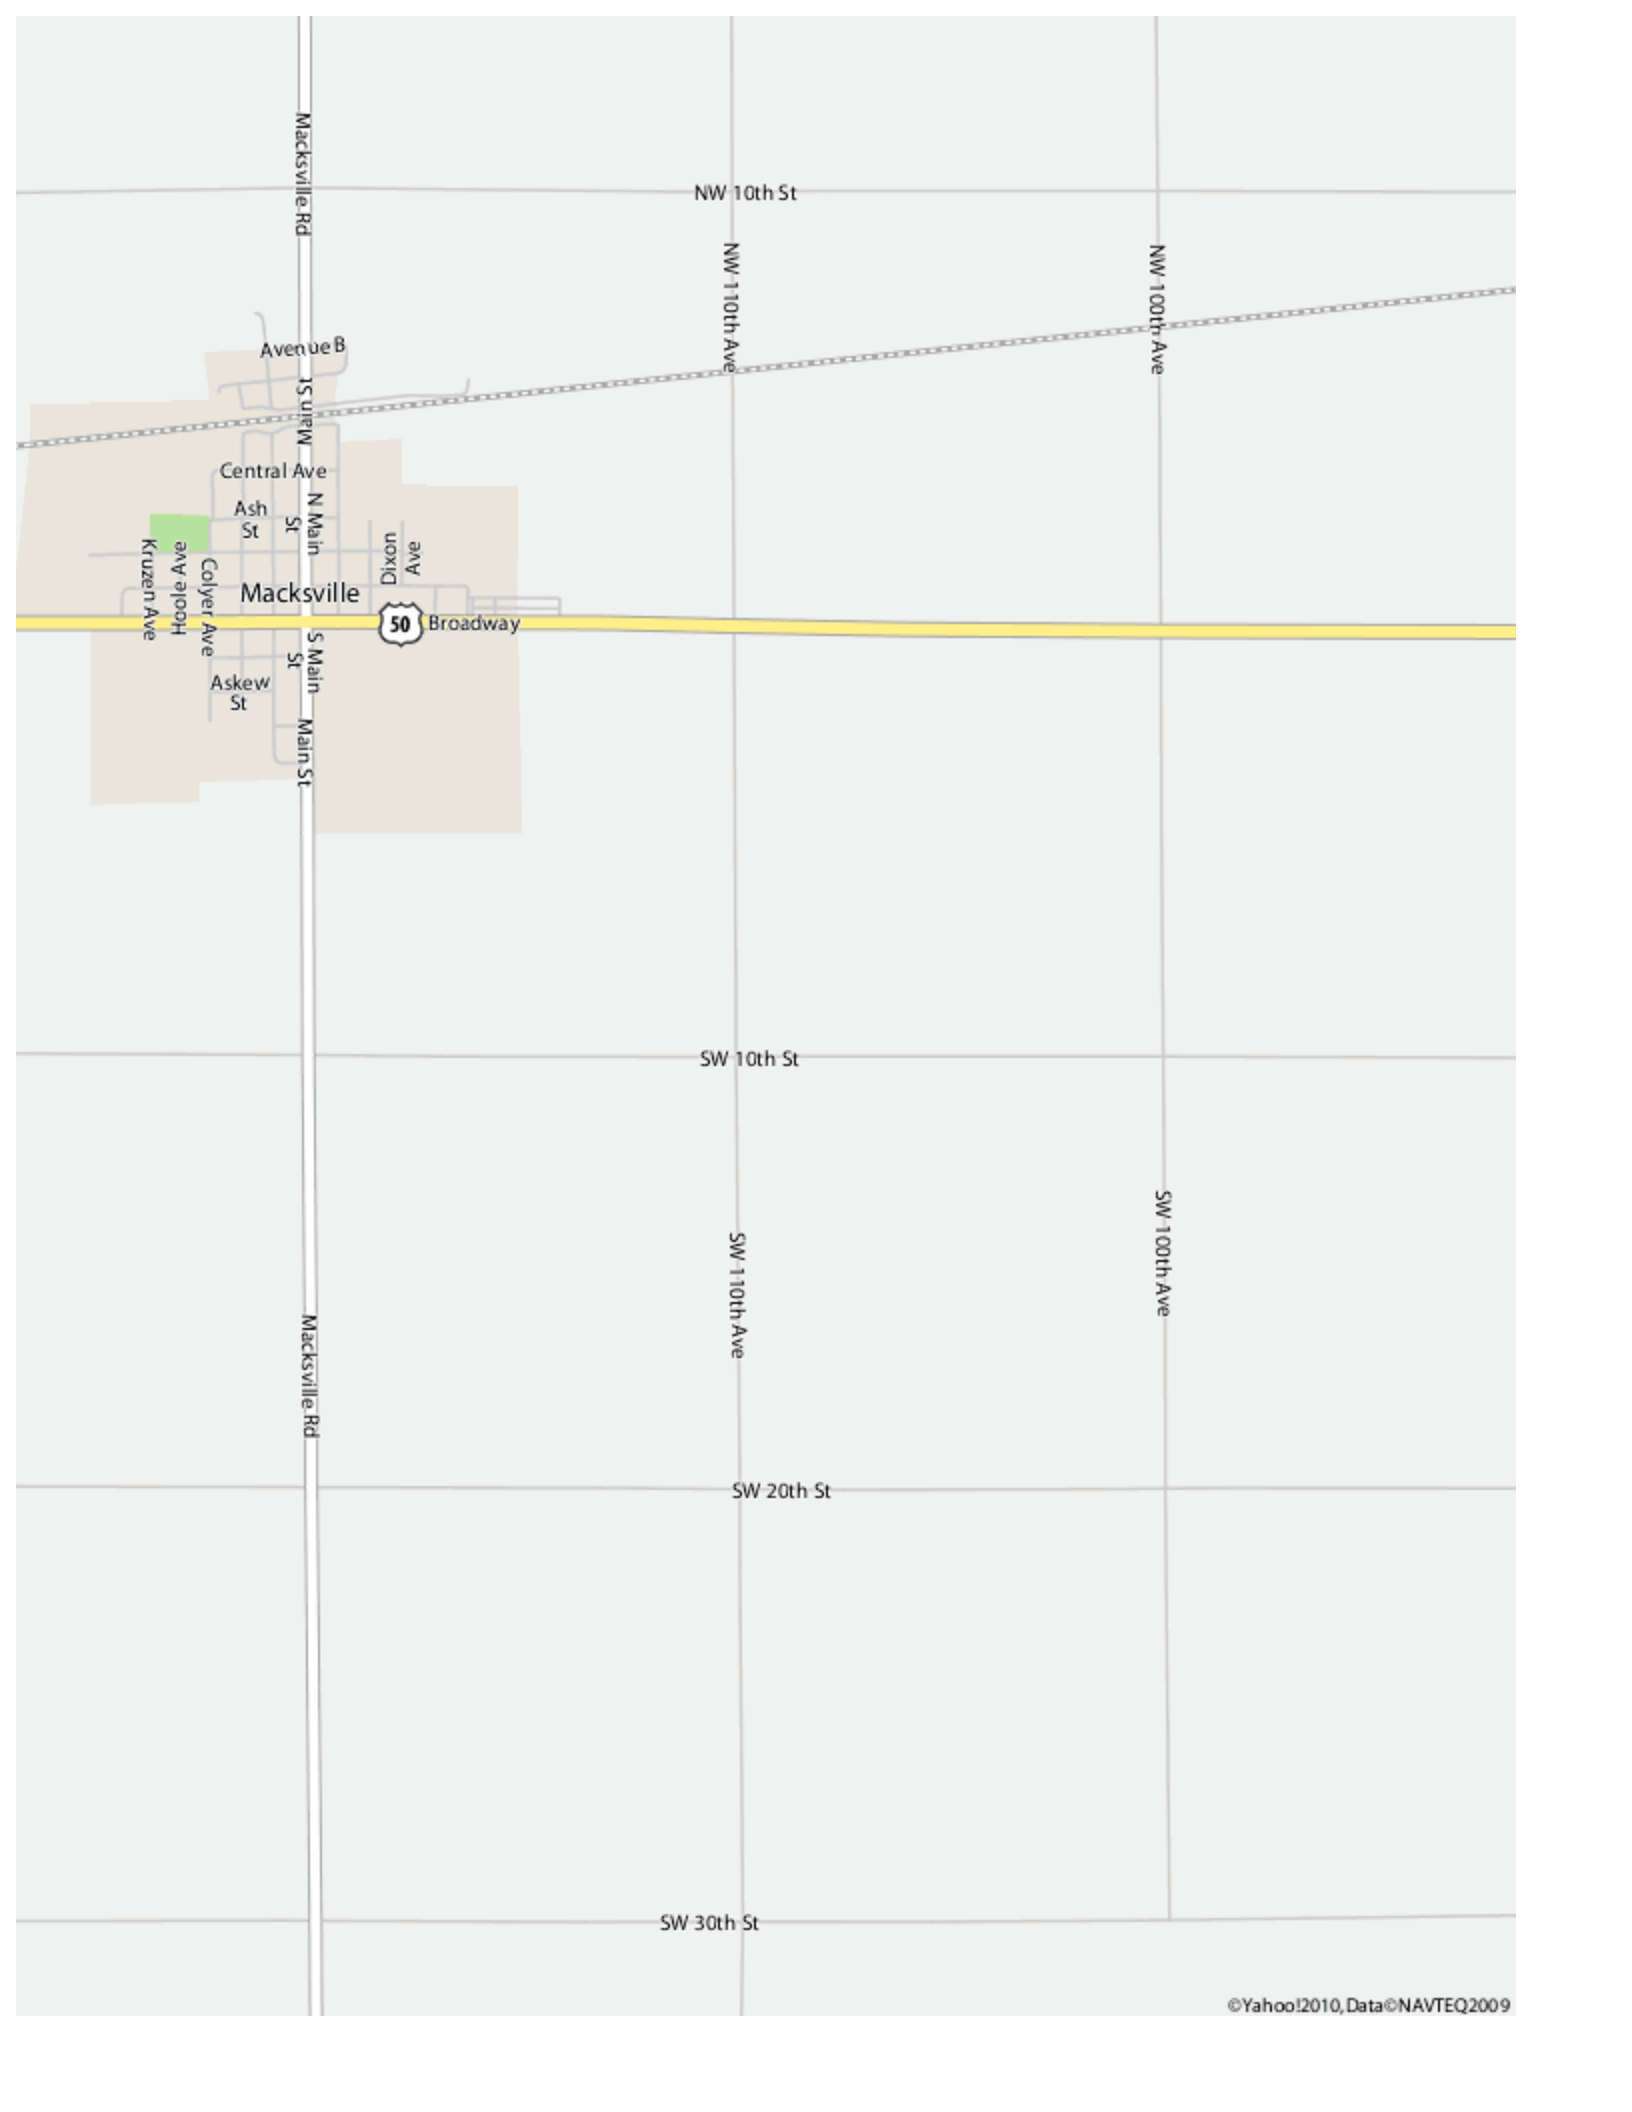 Macksville Rd
NW 10th St
NW 110th Ave
NW 100th Ave
Avenue B
Main St
Central Ave
Ash
St
N Main
St
Dixon
Ave
Kruzen Ave
Hoole Ave
Colyer Ave
Macksville
50
Broadway
S Main
St
Askew
St
Main St
SW 10th St
SW 110th Ave
SW 100th Ave
Macksville Rd
SW 20th St
SW 30th St
©Yahoo!2010,Data©NAVTEQ2009